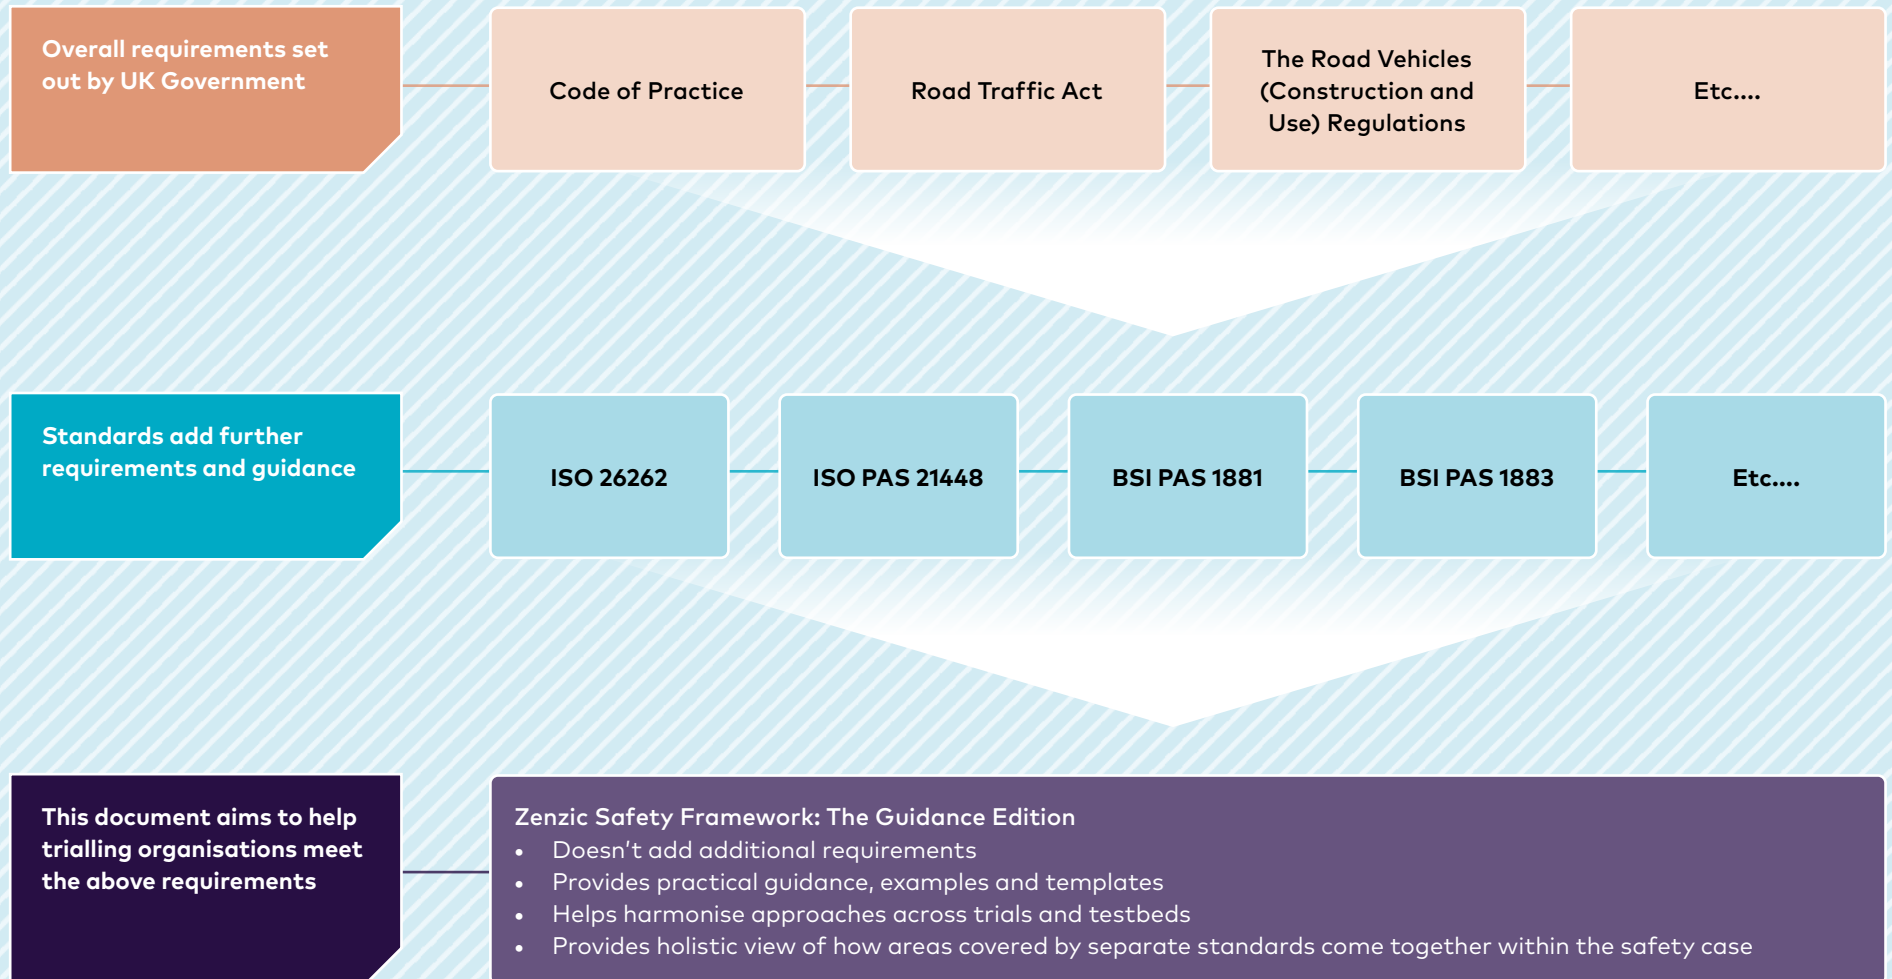 Overall requirements set
out by UK Government
Code of Practice
Road Traffic Act
The Road Vehicles
(Construction and
Use) Regulations
Etc....
Standards add further
requirements and guidance
ISO 26262
ISO PAS 21448
BSI PAS 1881
BSI PAS 1883
Etc....
This document aims to help
trialling organisations meet
the above requirements
Zenzic Safety Framework: The Guidance Edition
• Doesn’t add additional requirements
• Provides practical guidance, examples and templates
• Helps harmonise approaches across trials and testbeds
• Provides holistic view of how areas covered by separate standards come together within the safety case